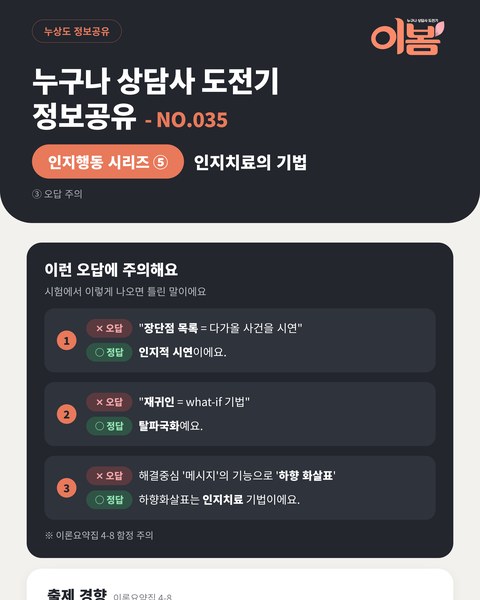 누상도 정보공유
누구나 상담사 도전기
이봄
누구나 상담사 도전기
정보공유 - NO.035
인지행동 시리즈 ⑤ 인지치료의 기법
③ 오답 주의
이런 오답에 주의해요
시험에서 이렇게 나오면 틀린 말이에요
1
× 오답 "장단점 목록 = 다가올 사건을 시연"
○ 정답 인지적 시연이에요.
2
× 오답 "재귀인 = what-if 기법"
○ 정답 탈파국화예요.
3
× 오답 해결중심 '메시지'의 기능으로 '하향 화살표'
○ 정답 하향화살표는 인지치료 기법이에요.
※ 이론요약집 4-8 함정 주의
출제 경향 이론요약집 4-8